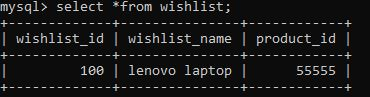 mysql> select *from wishlist;
+-------------+---------------+------------+
| wishlist_id | wishlist_name | product_id |
+-------------+---------------+------------+
|         100 | lenovo laptop |      55555 |
+-------------+---------------+------------+